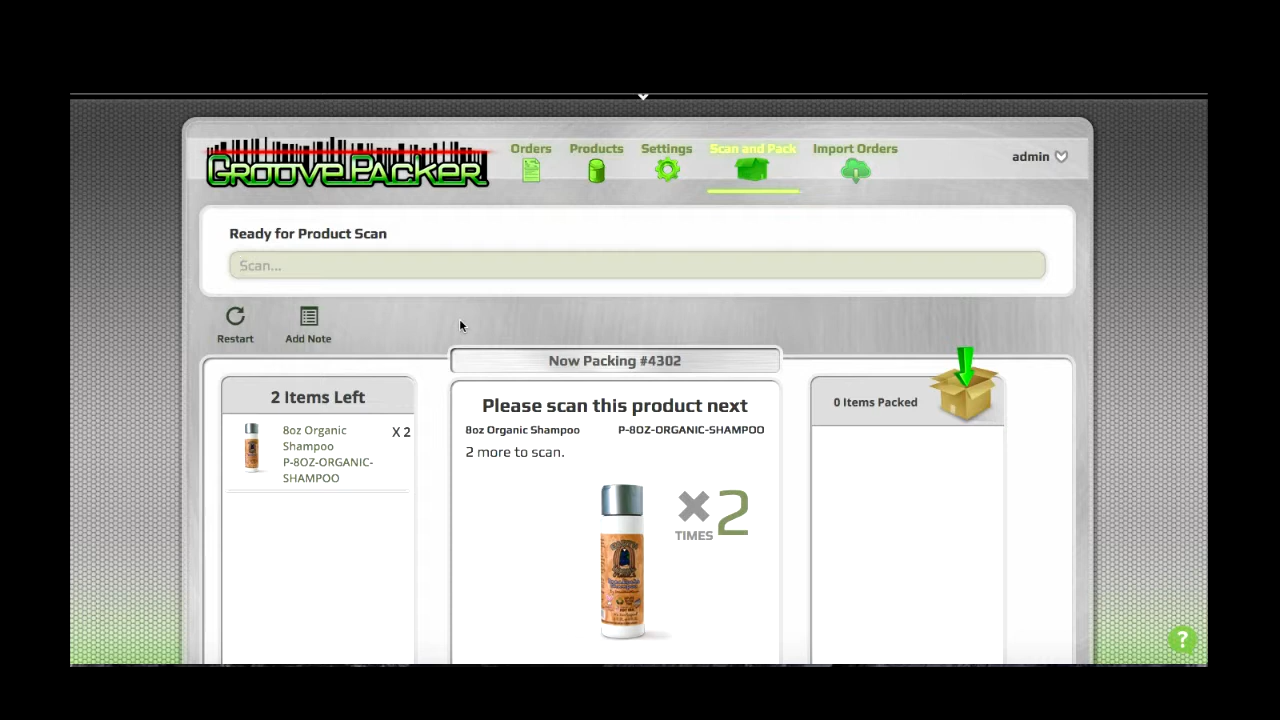 GroovePacker
Orders
Products
Settings
Scan and Pack
Import Orders
admin
Ready for Product Scan
Scan...
Restart
Add Note
Now Packing #4302
2 Items Left
8oz Organic
Shampoo
P-8OZ-ORGANIC-
SHAMPOO
X 2
Please scan this product next
8oz Organic Shampoo
P-8OZ-ORGANIC-SHAMPOO
2 more to scan.
×2
TIMES
0 Items Packed
?